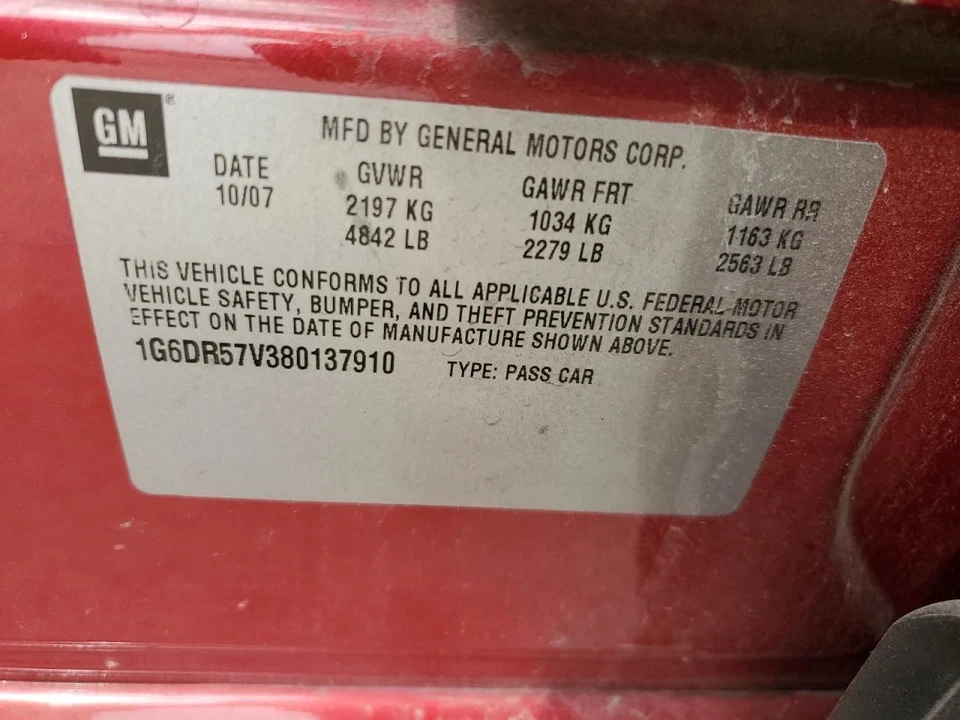 GM®
MFD BY GENERAL MOTORS CORP.
DATE GVWR GAWR FRT GAWR RR
10/07 2197 KG 1034 KG 1163 KG
4842 LB 2279 LB 2563 LB
THIS VEHICLE CONFORMS TO ALL APPLICABLE U.S. FEDERAL MOTOR
VEHICLE SAFETY, BUMPER, AND THEFT PREVENTION STANDARDS IN
EFFECT ON THE DATE OF MANUFACTURE SHOWN ABOVE.
1G6DR57V380137910 TYPE: PASS CAR